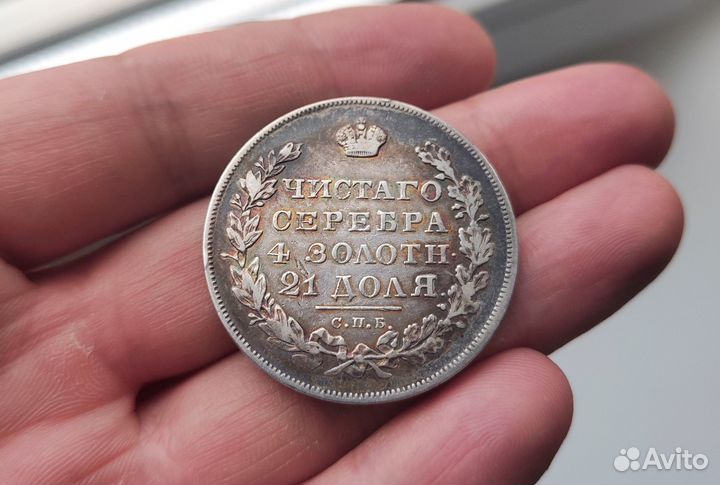 ЧИСТАГО
СЕРЕБРА
4 ЗОЛОТН.
21 ДОЛЯ.
С.П.Б.
Avito